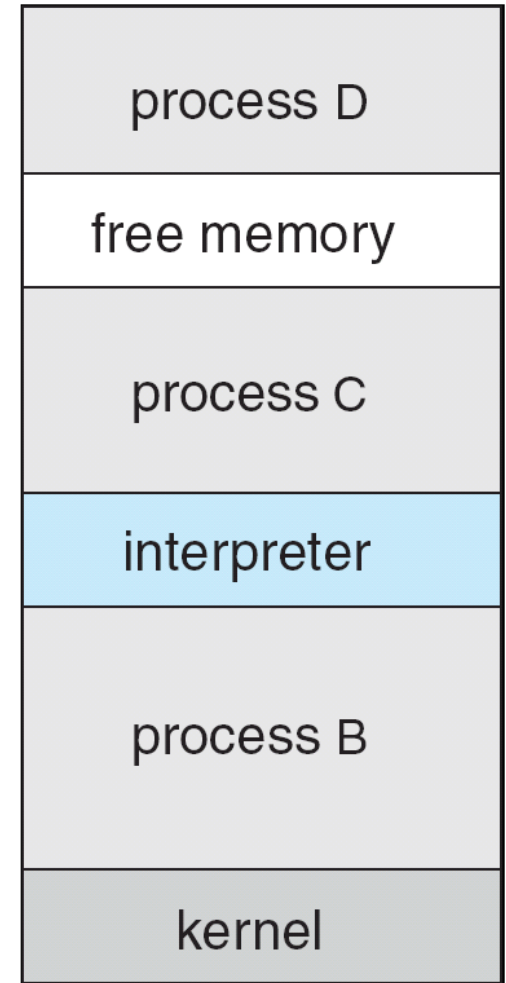 process D
free memory
process C
interpreter
process B
kernel